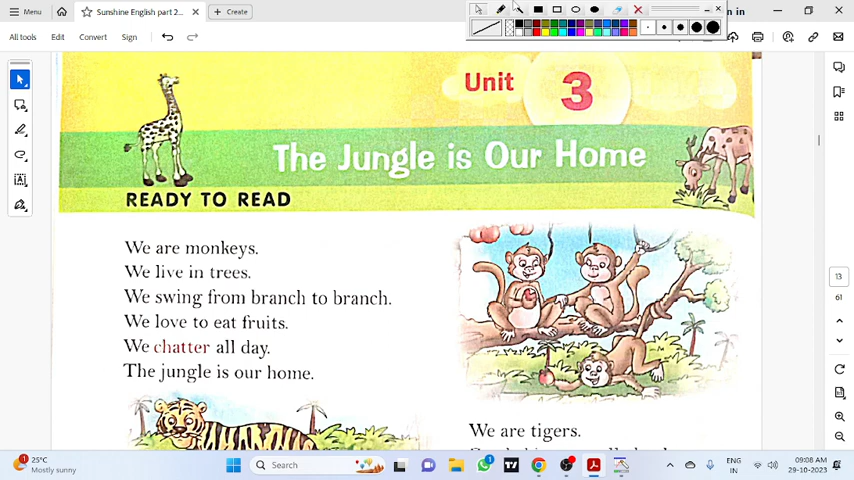 Menu
Sunshine English part 2...
Create
in in
All tools
Edit
Convert
Sign
Unit 3
The Jungle is Our Home
READY TO READ
We are monkeys.
We live in trees.
We swing from branch to branch.
We love to eat fruits.
We chatter all day.
The jungle is our home.
We are tigers.
13
61
25°C
Mostly sunny
Search
1
ENG
IN
09:08 AM
29-10-2023